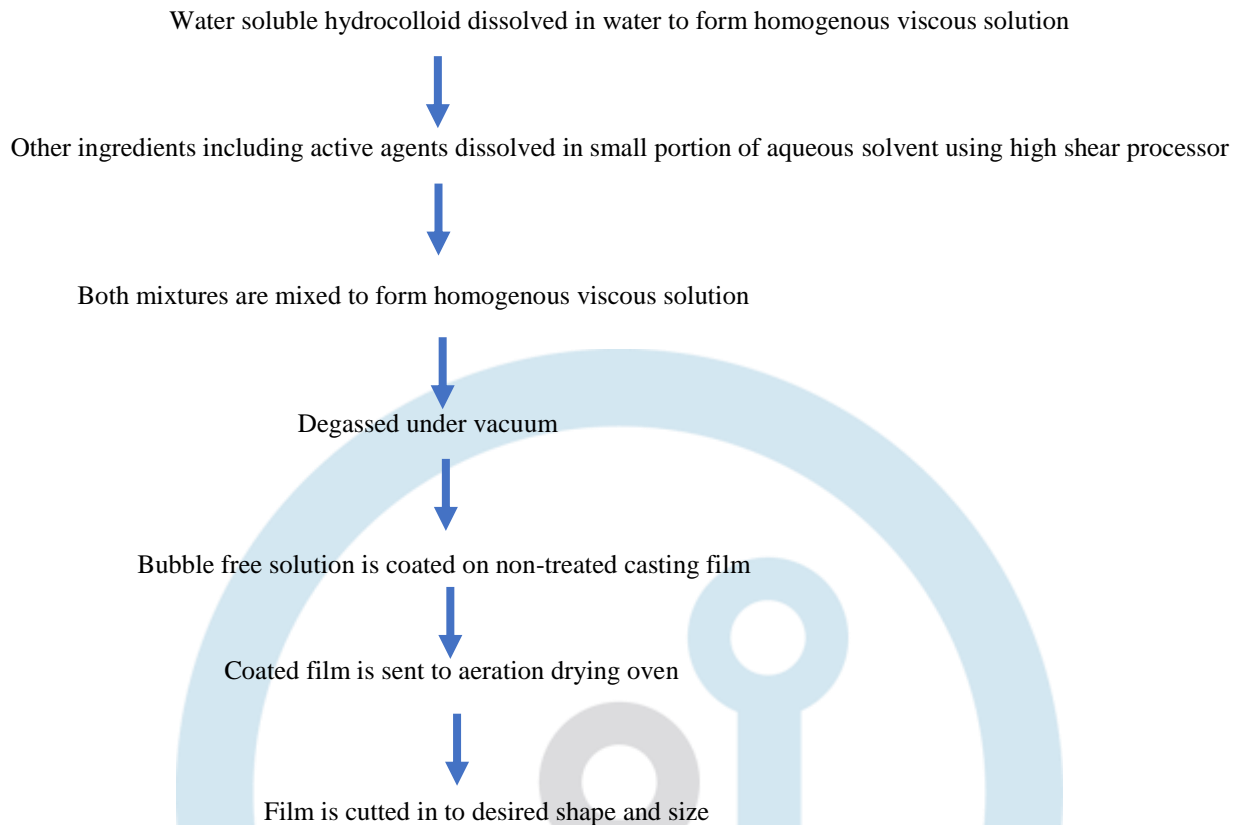 Water soluble hydrocolloid dissolved in water to form homogenous viscous solution
Other ingredients including active agents dissolved in small portion of aqueous solvent using high shear processor
Both mixtures are mixed to form homogenous viscous solution
Degassed under vacuum
Bubble free solution is coated on non-treated casting film
Coated film is sent to aeration drying oven
Film is cutted in to desired shape and size